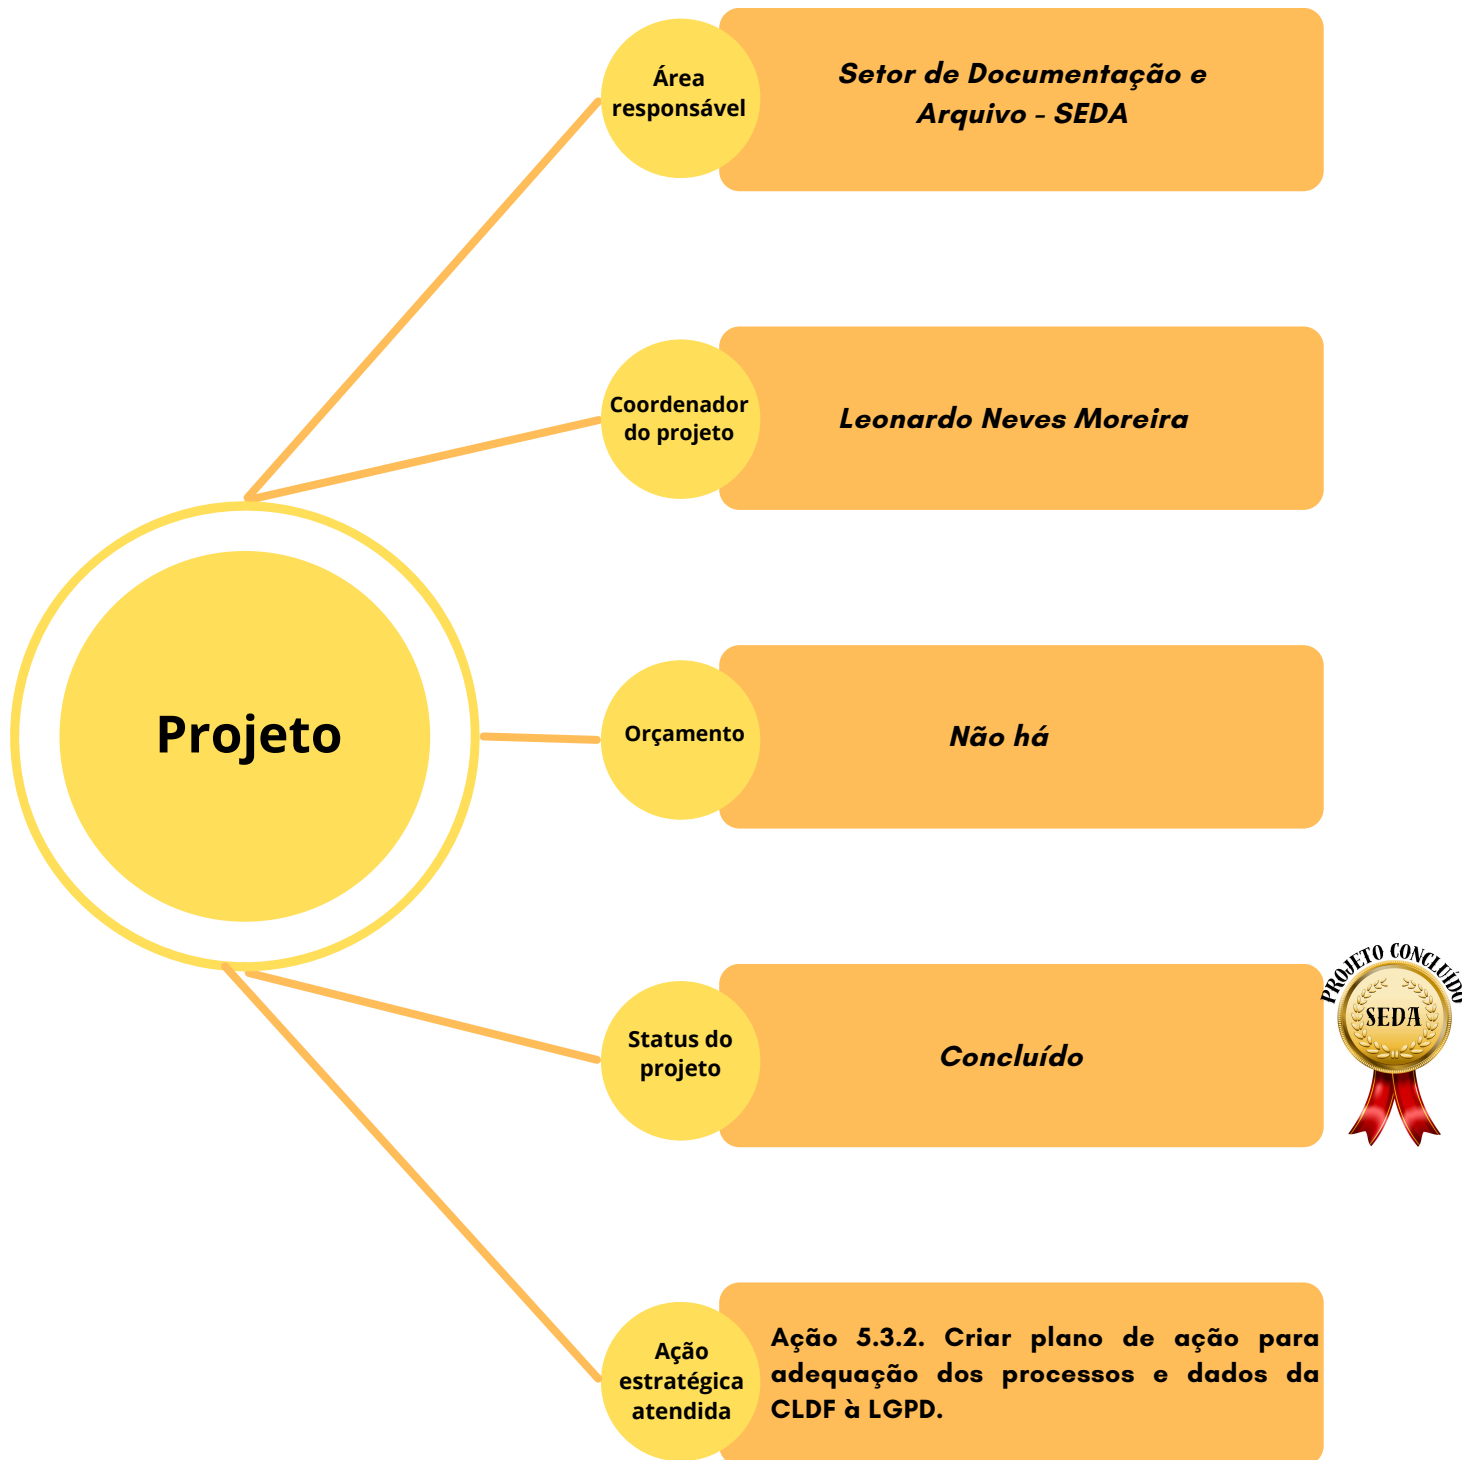 Área
responsável
Setor de Documentação e
Arquivo - SEDA
Coordenador
do projeto
Leonardo Neves Moreira
Projeto
Orçamento
Não há
PROJETO CONCLUÍDO
SEDA
Status do
projeto
Concluído
Ação
estratégica
atendida
Ação 5.3.2. Criar plano de ação para
adequação dos processos e dados da
CLDF à LGPD.